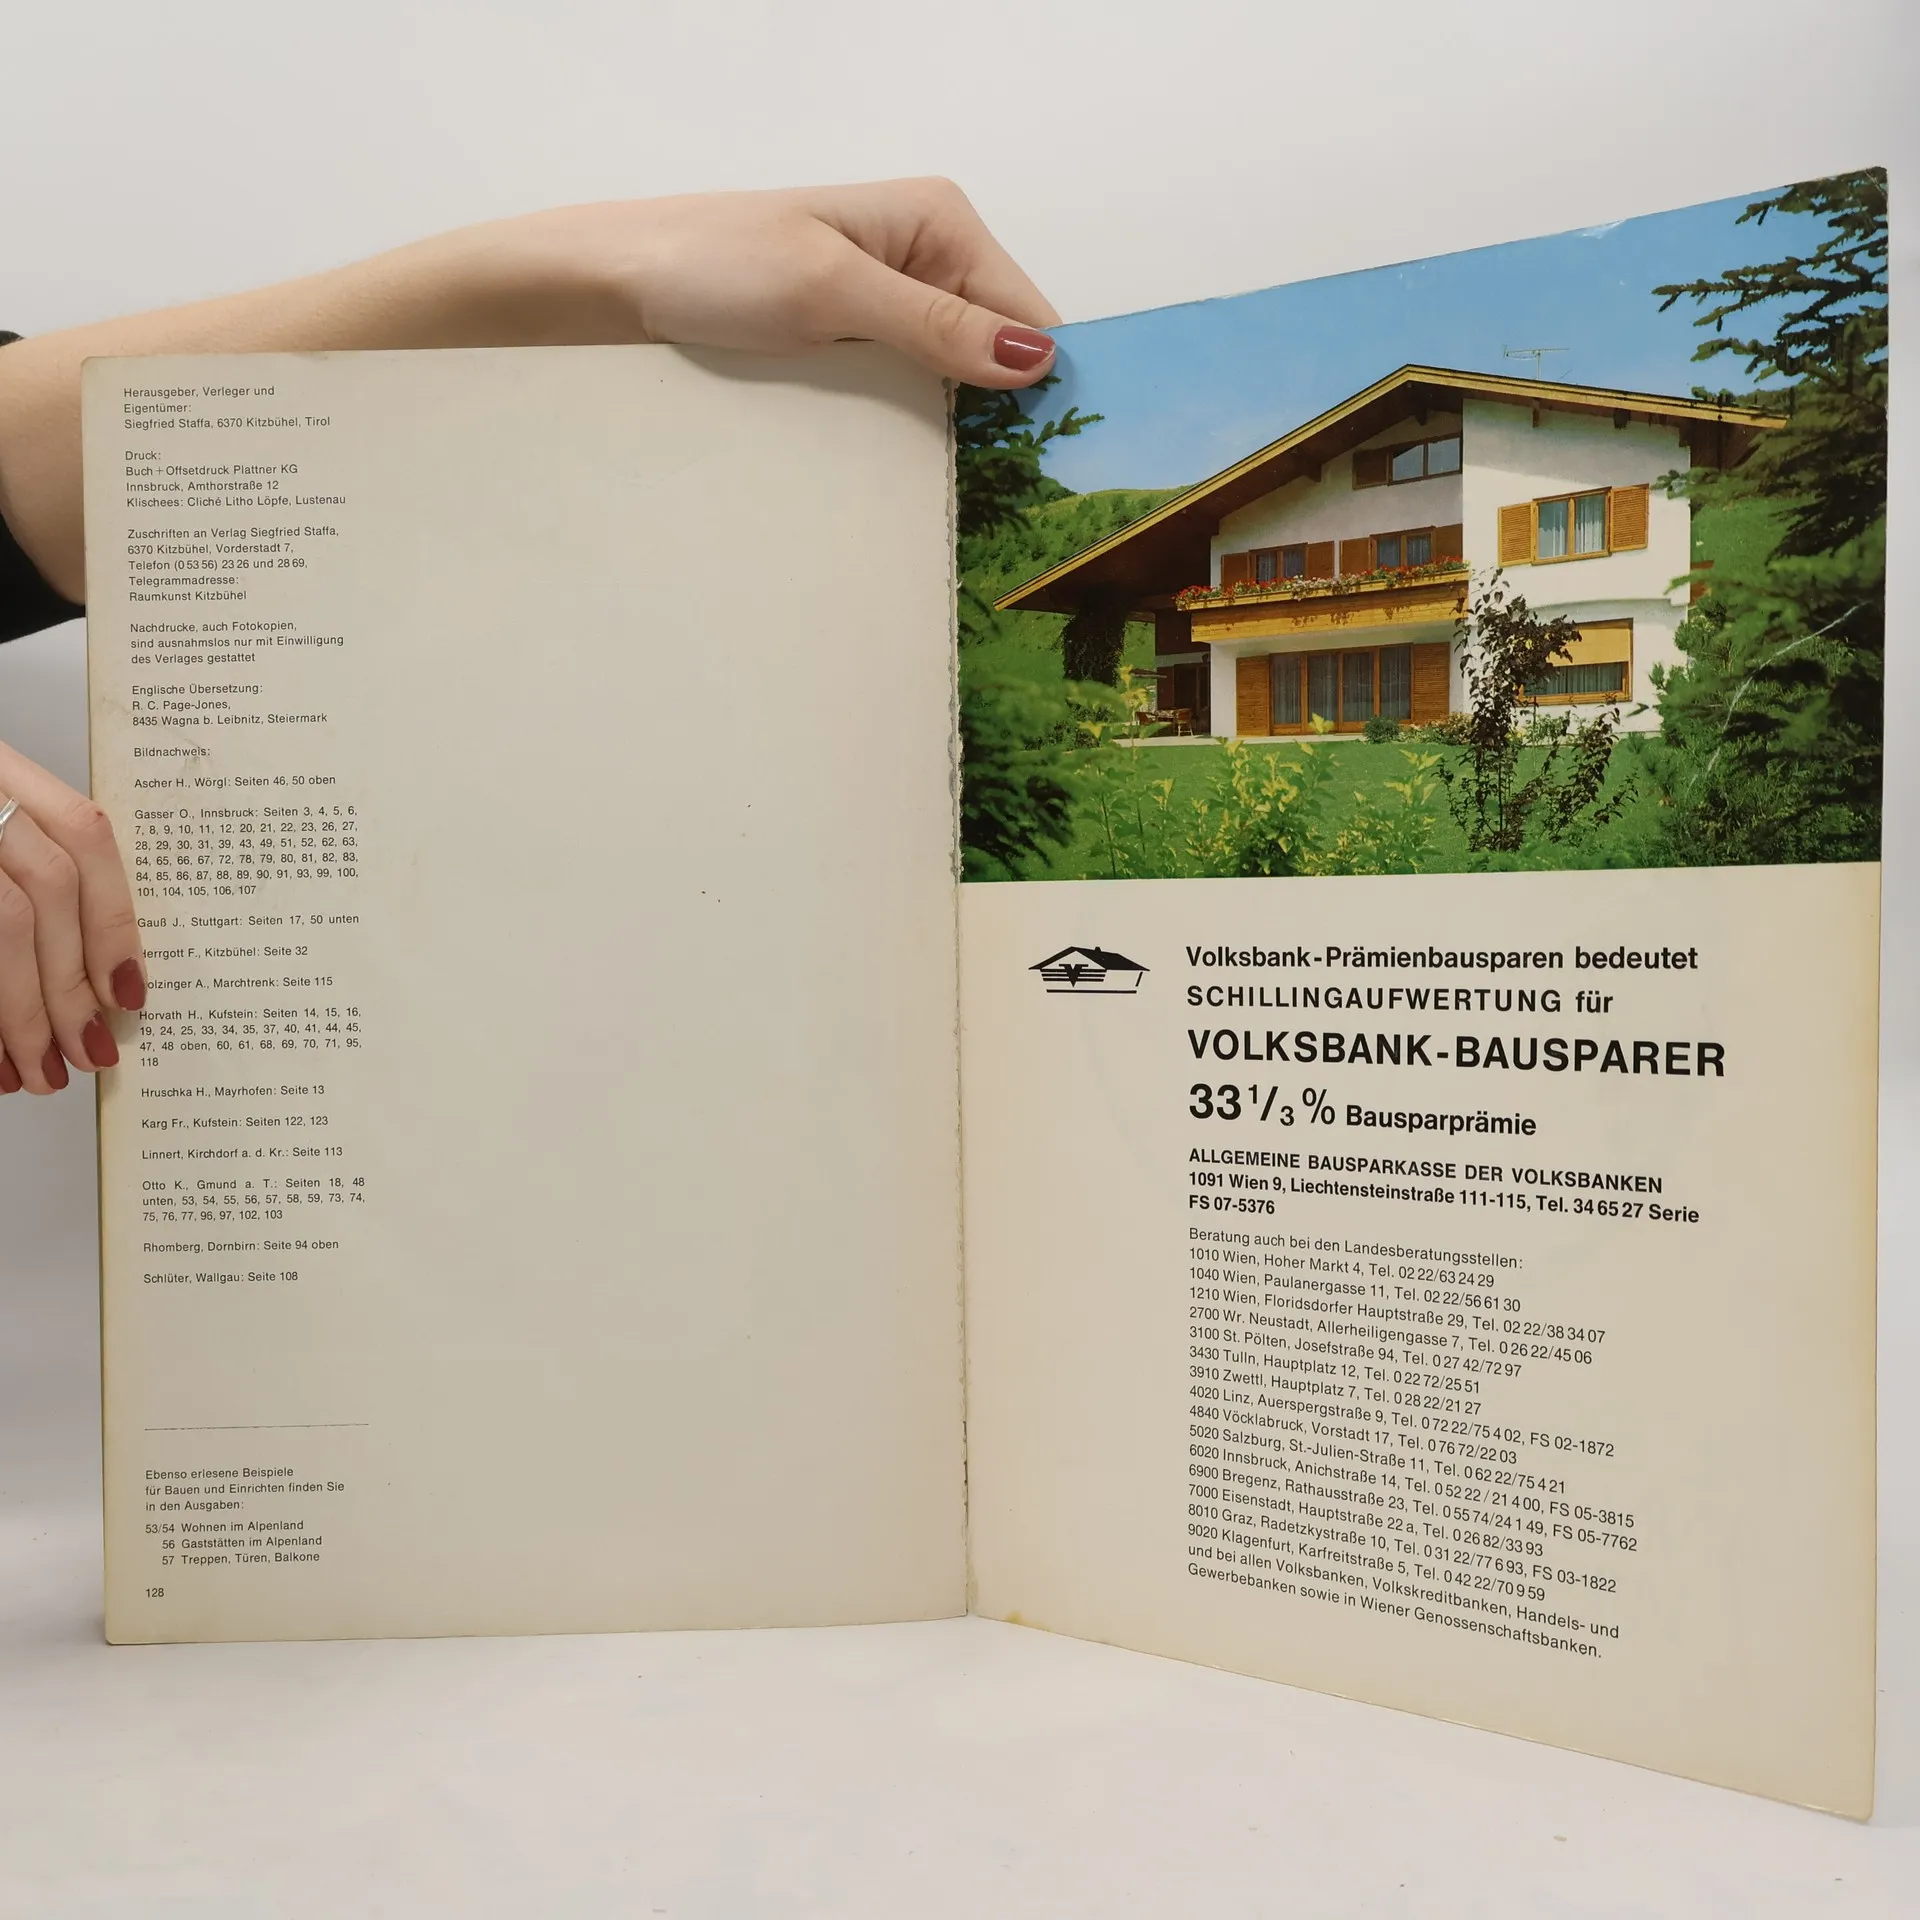 Herausgeber, Verleger und
Eigentümer:
Siegfried Staffa, 6370 Kitzbühel, Tirol
Druck:
Buch+Offsetdruck Plattner KG
Innsbruck, Amthorstraße 12
Klischees: Cliché Litho Löpfe, Lustenau
Zuschriften an Verlag Siegfried Staffa,
6370 Kitzbühel, Vorderstadt 7,
Telefon (0 53 56) 23 26 und 28 69,
Telegrammadresse:
Raumkunst Kitzbühel
Nachdrucke, auch Fotokopien,
sind ausnahmslos nur mit Einwilligung
des Verlages gestattet
Englische Übersetzung:
R. C. Page-Jones,
8435 Wagna b. Leibnitz, Steiermark
Bildnachweis:
Ascher H., Wörgl: Seiten 46, 50 oben
Gasser O., Innsbruck: Seiten 3, 4, 5, 6,
7, 8, 9, 10, 11, 12, 20, 21, 22, 23, 26, 27,
28, 29, 30, 31, 39, 43, 49, 51, 52, 62, 63,
64, 65, 66, 67, 72, 78, 79, 80, 81, 82, 83,
84, 85, 86, 87, 88, 89, 90, 91, 93, 99, 100,
101, 104, 105, 106, 107
Gauß J., Stuttgart: Seiten 17, 50 unten
Herrgott F., Kitzbühel: Seite 32
olzinger A., Marchtrenk: Seite 115
Horvath H., Kufstein: Seiten 14, 15, 16,
19, 24, 25, 33, 34, 35, 37, 40, 41, 44, 45,
47, 48 oben, 60, 61, 68, 69, 70, 71, 95,
118
Hruschka H., Mayrhofen: Seite 13
Karg Fr., Kufstein: Seiten 122, 123
Linnert, Kirchdorf a. d. Kr.: Seite 113
Otto K., Gmund a. T.: Seiten 18, 48
unten, 53, 54, 55, 56, 57, 58, 59, 73, 74,
75, 76, 77, 96, 97, 102, 103
Rhomberg, Dornbirn: Seite 94 oben
Schlüter, Wallgau: Seite 108
Ebenso erlesene Beispiele
für Bauen und Einrichten finden Sie
in den Ausgaben:
53/54 Wohnen im Alpenland
56 Gaststätten im Alpenland
57 Treppen, Türen, Balkone
128
Volksbank-Prämienbausparen bedeutet
SCHILLINGAUFWERTUNG für
VOLKSBANK-BAUSPARER
33 1/3 % Bausparprämie
ALLGEMEINE BAUSPARKASSE DER VOLKSBANKEN
1091 Wien 9, Liechtensteinstraße 111-115, Tel. 34 65 27 Serie
FS 07-5376
Beratung auch bei den Landesberatungsstellen:
1010 Wien, Hoher Markt 4, Tel. 02 22/63 24 29
1040 Wien, Paulanergasse 11, Tel. 02 22/56 61 30
1210 Wien, Floridsdorfer Hauptstraße 29, Tel. 02 22/38 34 07
2700 Wr. Neustadt, Allerheiligengasse 7, Tel. 0 26 22/45 06
3100 St. Pölten, Josefstraße 94, Tel. 0 27 42/72 97
3430 Tulln, Hauptplatz 12, Tel. 0 22 72/25 51
3910 Zwettl, Hauptplatz 7, Tel. 0 28 22/21 27
4020 Linz, Auerspergstraße 9, Tel. 0 72 22/75 4 02, FS 02-1872
4840 Vöcklabruck, Vorstadt 17, Tel. 0 76 72/22 03
5020 Salzburg, St.-Julien-Straße 11, Tel. 0 62 22/75 4 21
6020 Innsbruck, Anichstraße 14, Tel. 0 52 22 / 21 4 00, FS 05-3815
6900 Bregenz, Rathausstraße 23, Tel. 0 55 74/24 1 49, FS 05-7762
7000 Eisenstadt, Hauptstraße 22 a, Tel. 0 26 82/33 93
8010 Graz, Radetzkystraße 10, Tel. 0 31 22/77 6 93, FS 03-1822
9020 Klagenfurt, Karfreitstraße 5, Tel. 0 42 22/70 9 59
und bei allen Volksbanken, Volkskreditbanken, Handels- und
Gewerbebanken sowie in Wiener Genossenschaftsbanken.